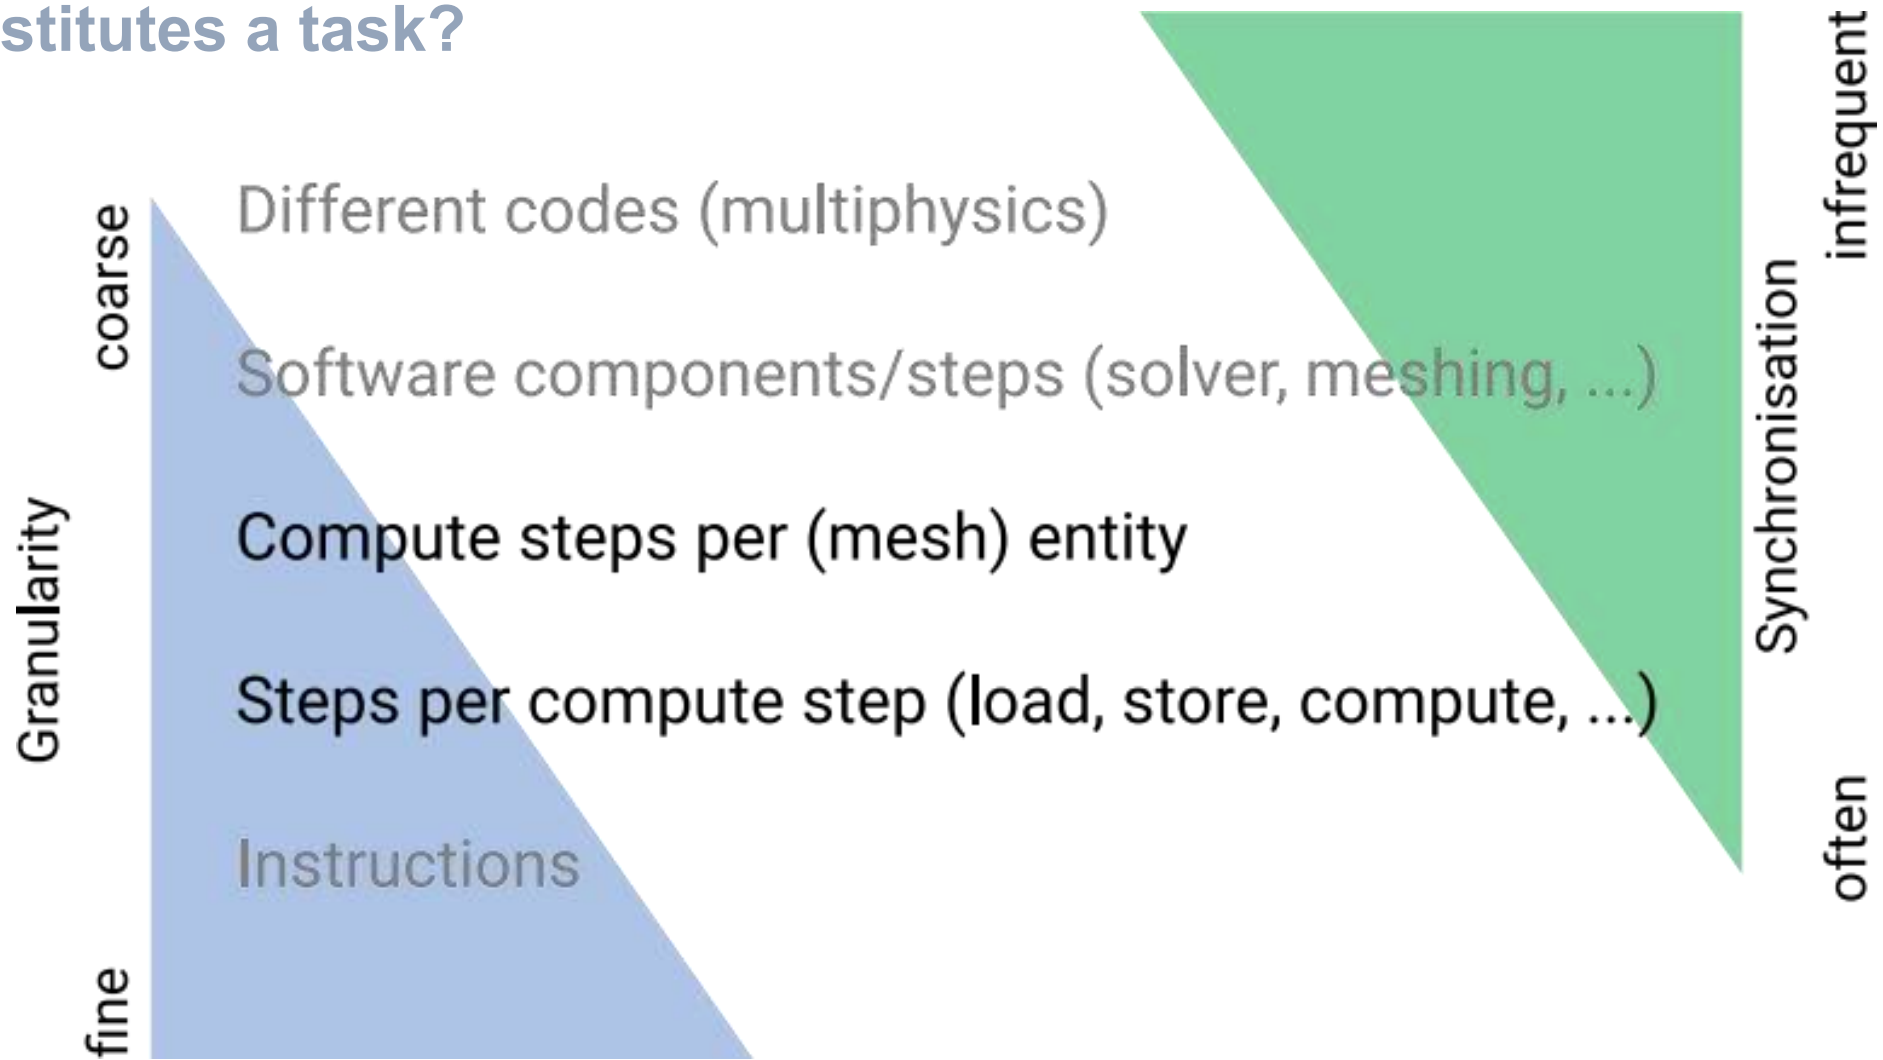 stitutes a task?
infrequent
Different codes (multiphysics)
coarse
Software components/steps (solver, meshing, ...)
Synchronisation
Compute steps per (mesh) entity
Granularity
Steps per compute step (load, store, compute, ...)
Instructions
often
fine